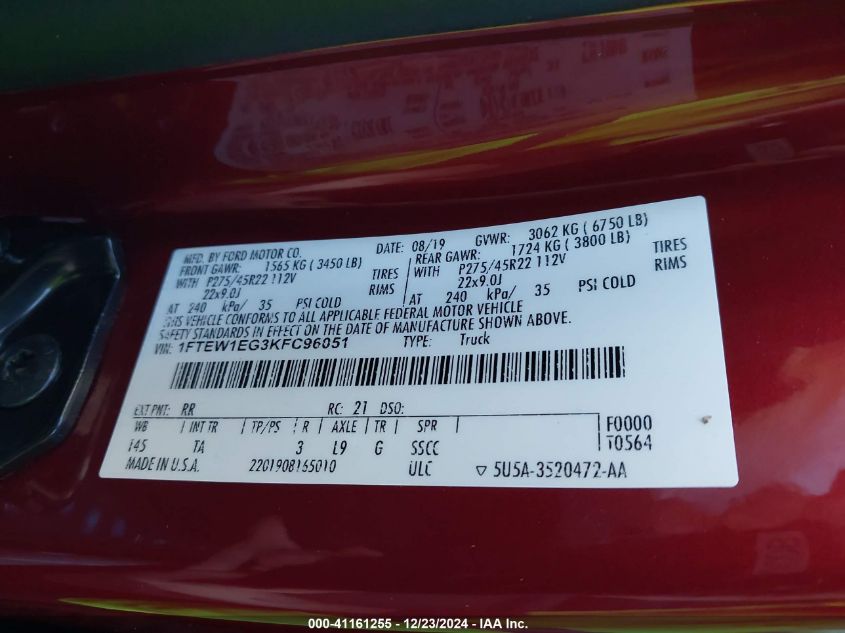 MFD. BY FORD MOTOR CO. DATE: 08/19 GVWR: 3062 KG ( 6750 LB)
FRONT GAWR: 1565 KG ( 3450 LB) REAR GAWR: 1724 KG ( 3800 LB)
WITH P275/45R22 112V TIRES WITH P275/45R22 112V TIRES
22x9.0J RIMS 22x9.0J RIMS
AT 240 kPa/ 35 PSI COLD AT 240 kPa/ 35 PSI COLD
THIS VEHICLE CONFORMS TO ALL APPLICABLE FEDERAL MOTOR VEHICLE
SAFETY STANDARDS IN EFFECT ON THE DATE OF MANUFACTURE SHOWN ABOVE.
VIN: 1FTEW1EG3KFC96051 TYPE: Truck
EXT PNT: RR RC: 21 DSO:
WB INT TR TP/PS R AXLE TR SPR F0000
145 TA 3 L9 G SSCC T0564
MADE IN U.S.A. 2201908165010 ULC 5U5A-3520472-AA
000-41161255 - 12/23/2024 - IAA Inc.